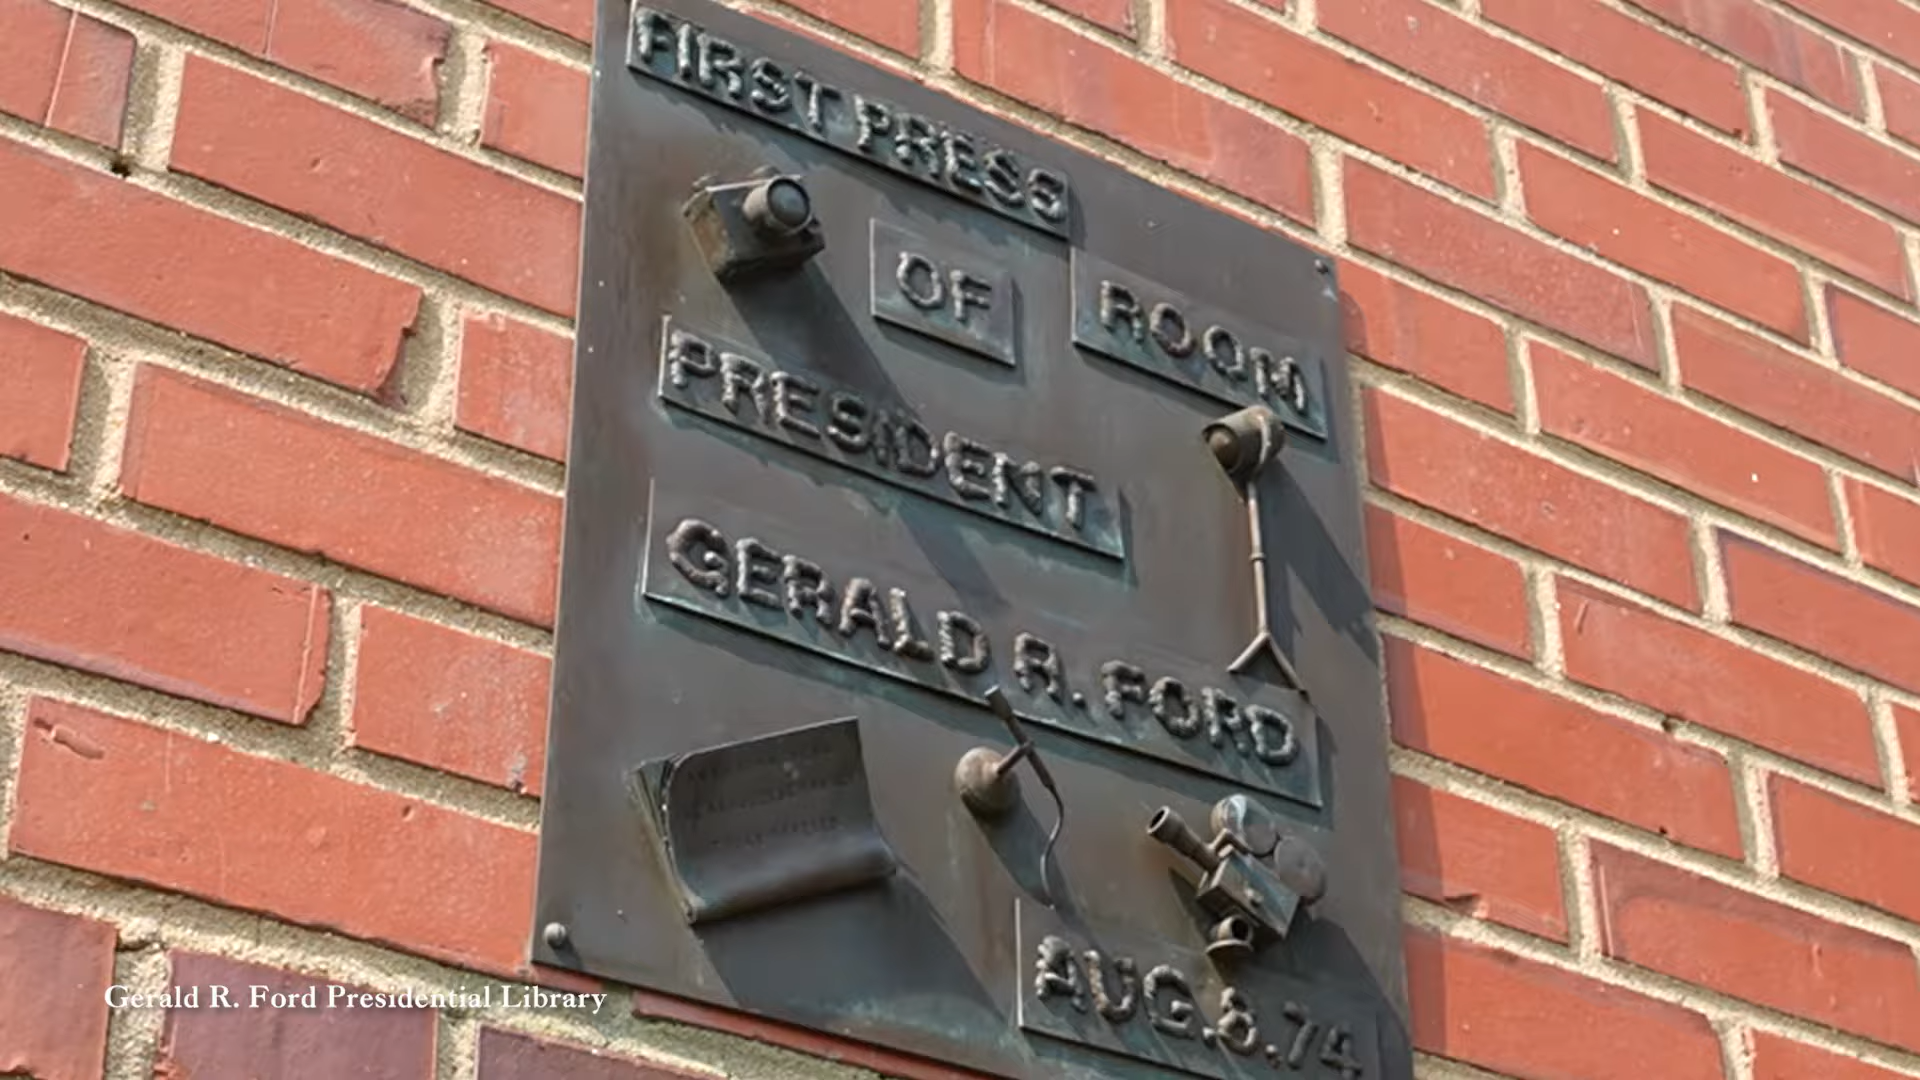 FIRST PRESS
OF ROOM
PRESIDENT
GERALD R. FORD
AUG.8.74
Gerald R. Ford Presidential Library